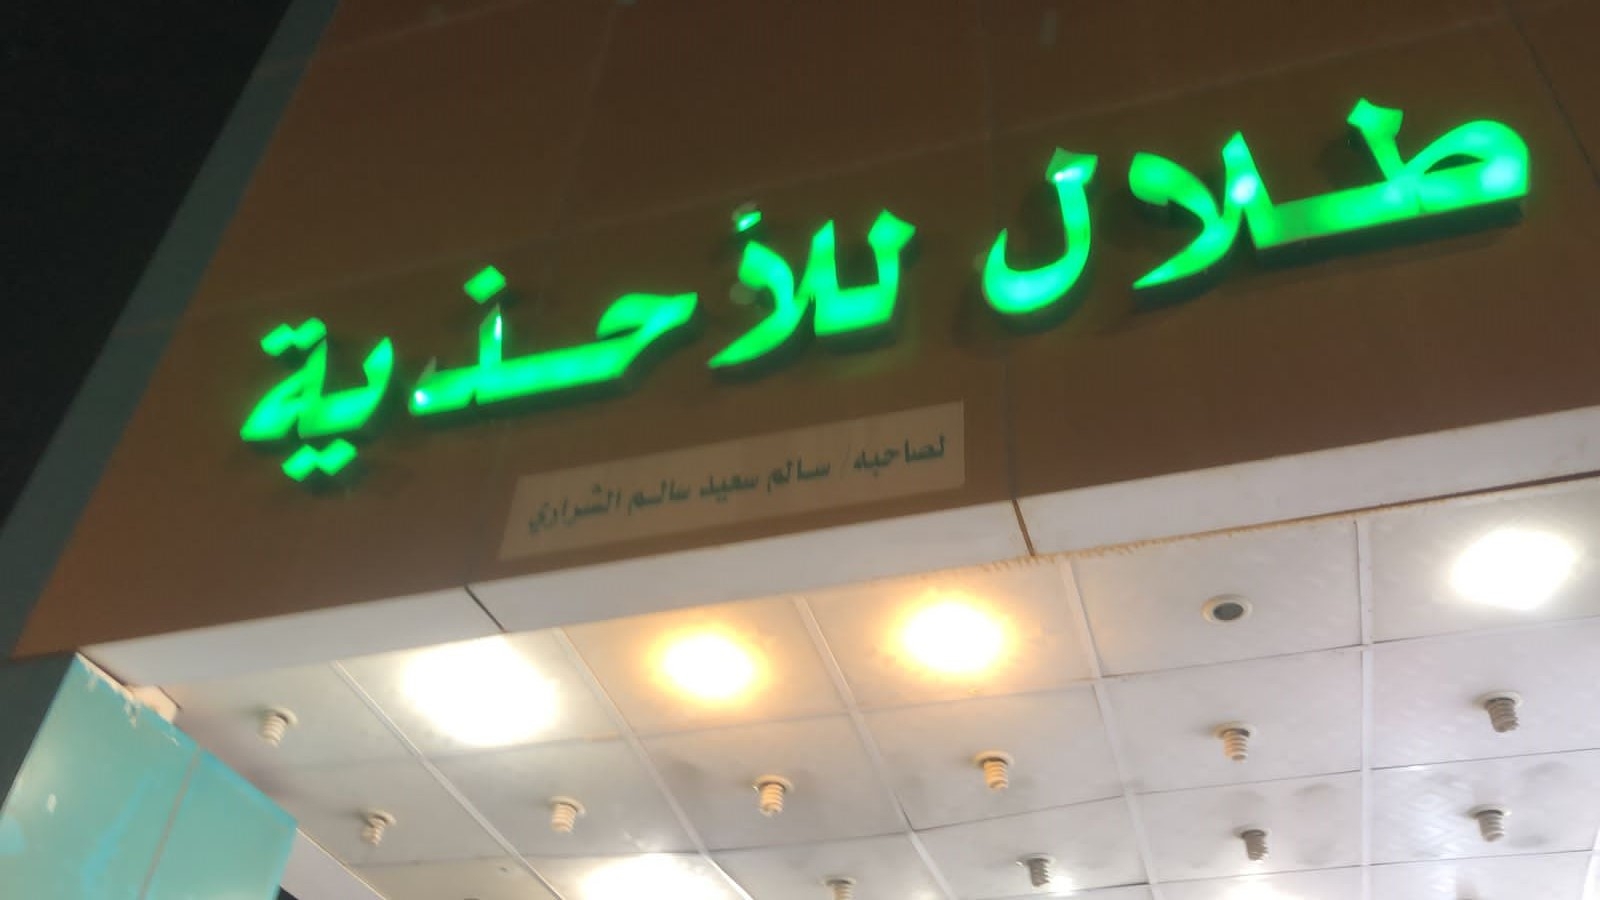 طلال للأحذية
لصاحبه / سالم سعيد سالم الشراري